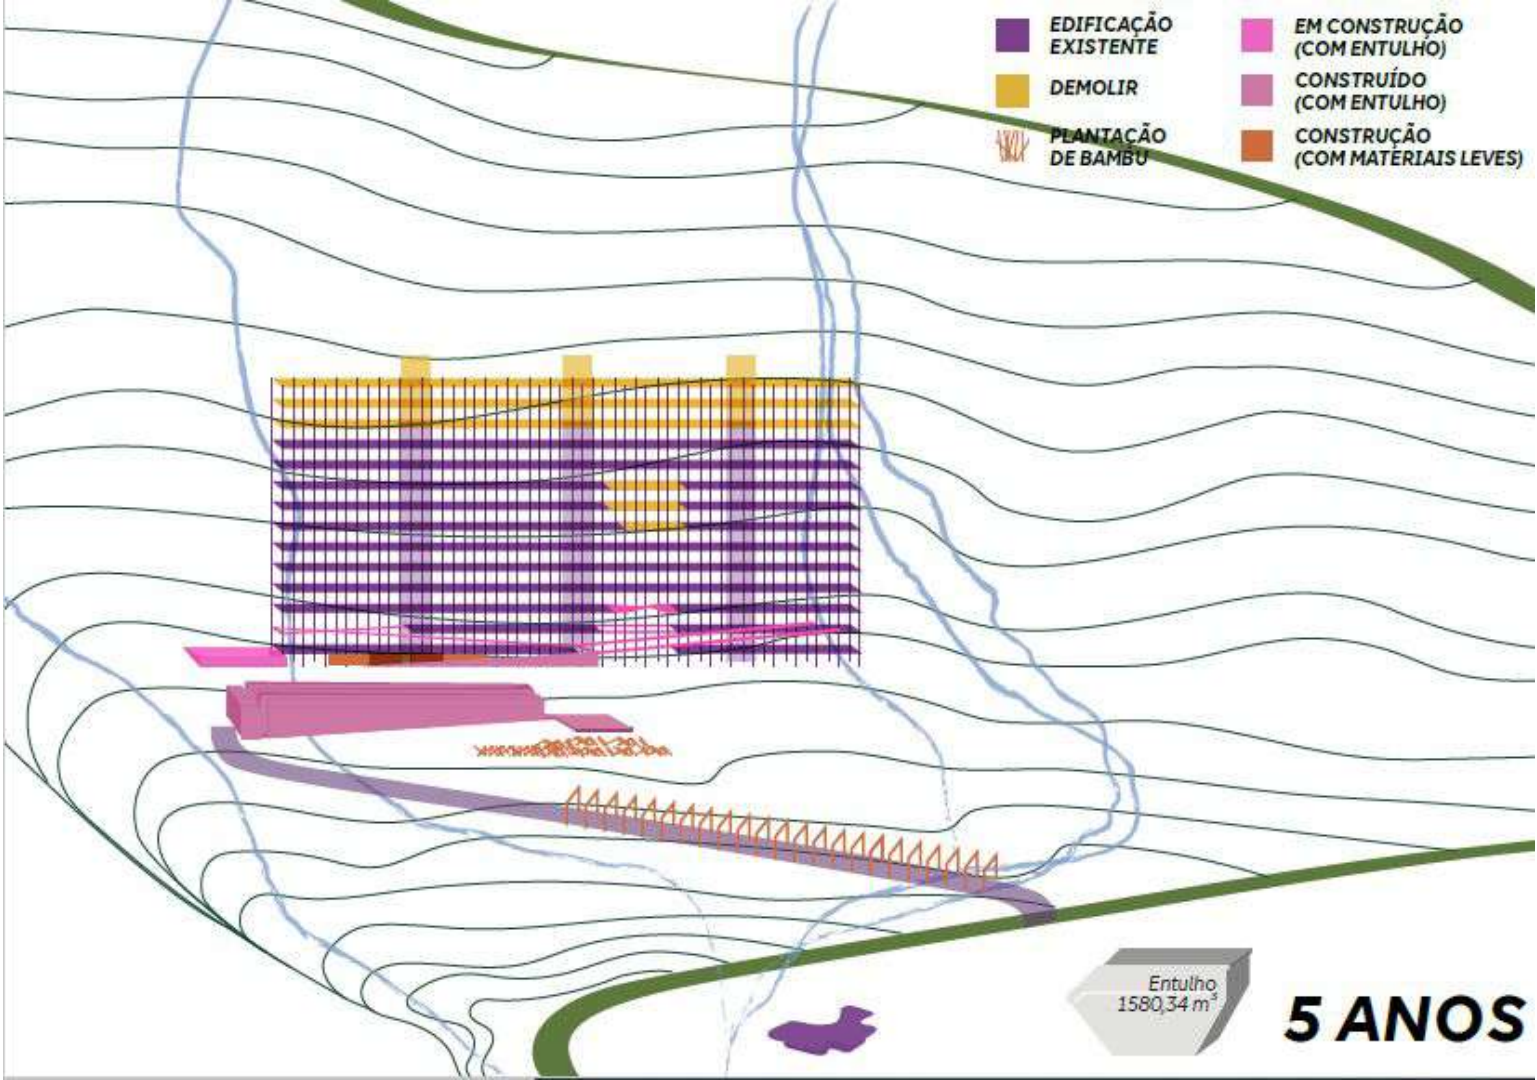 EDIFICAÇÃO
EXISTENTE
DEMOLIR
PLANTAÇÃO
DE BAMBU
EM CONSTRUÇÃO
(COM ENTULHO)
CONSTRUÍDO
(COM ENTULHO)
CONSTRUÇÃO
(COM MATERIAIS LEVES)
Entulho
1580,34 m³
5 ANOS